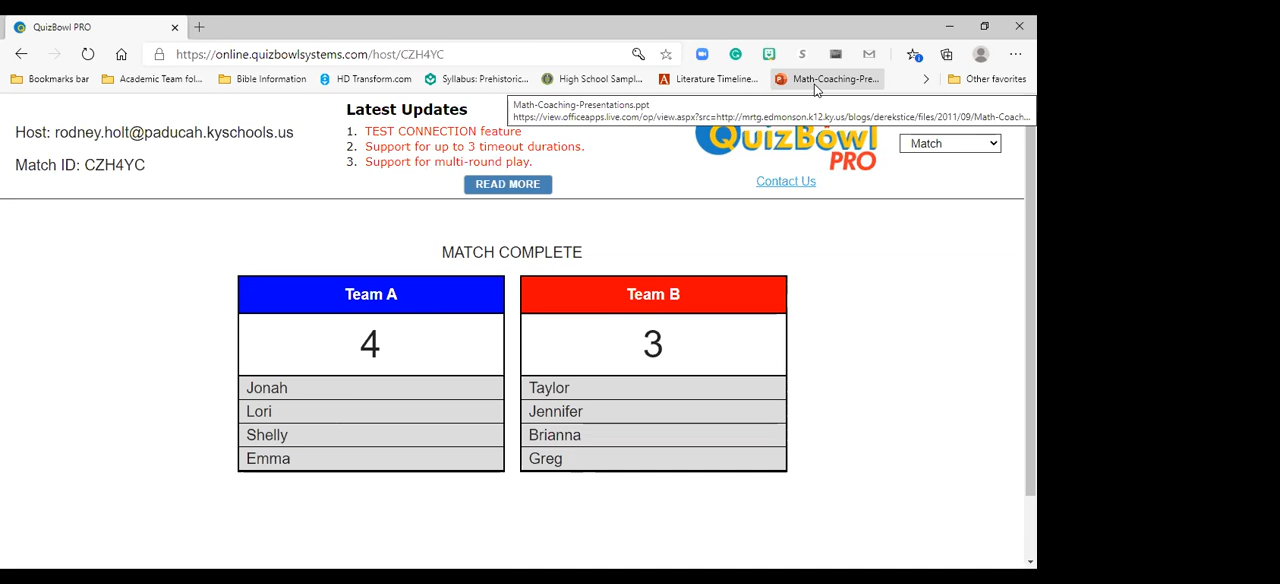 QuizBowl PRO
https://online.quizbowlsystems.com/host/CZH4YC
Bookmarks bar
Academic Team fol...
Bible Information
HD Transform.com
Syllabus: Prehistoric...
High School Sampl...
Literature Timeline...
Math-Coaching-Pre...
Other favorites
Math-Coaching-Presentations.ppt
https://view.officeapps.live.com/op/view.aspx?src=http://mrtg.edmonson.k12.ky.us/blogs/derekstice/files/2011/09/Math-Coach...
Host: rodney.holt@paducah.kyschools.us
Match ID: CZH4YC
Latest Updates
1. TEST CONNECTION feature
2. Support for up to 3 timeout durations.
3. Support for multi-round play.
READ MORE
QuizBowl
PRO
Contact Us
Match
MATCH COMPLETE
Team A
4
Jonah
Lori
Shelly
Emma
Team B
3
Taylor
Jennifer
Brianna
Greg